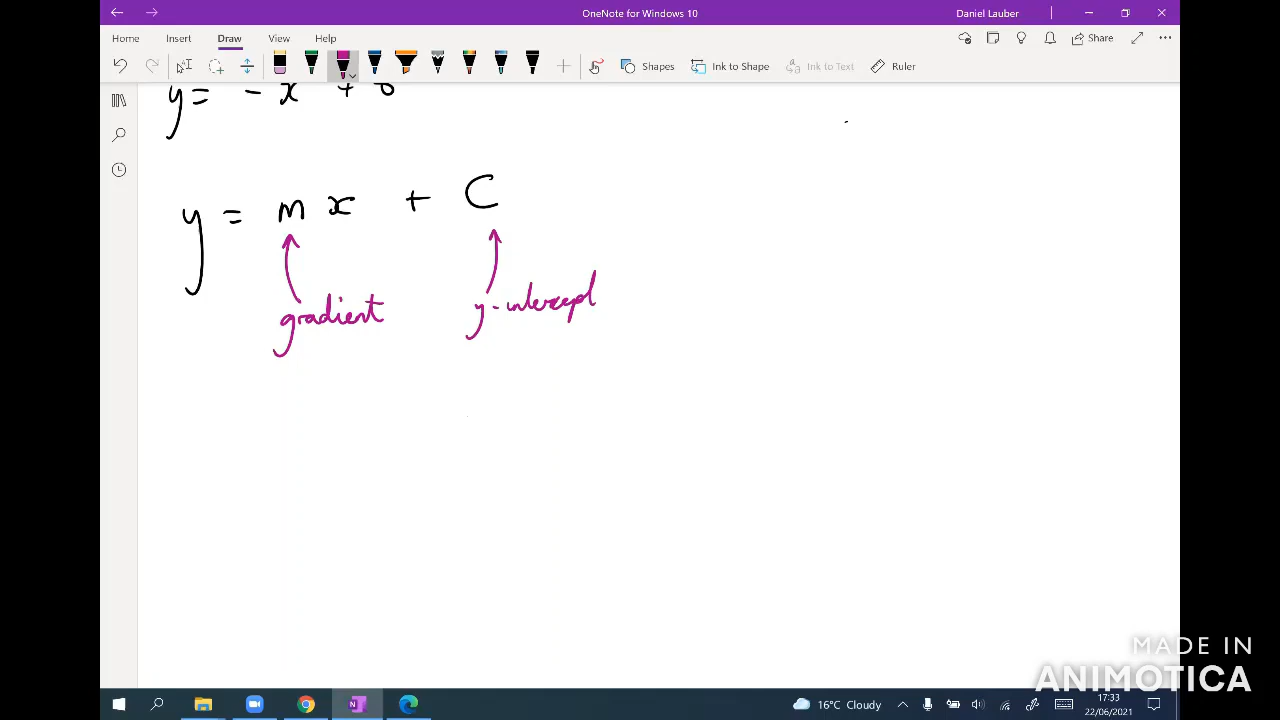 OneNote for Windows 10
Daniel Lauber
Home Insert Draw View Help
Share
Shapes Ink to Shape Ink to Text Ruler
y = - x +
y = m x + C
gradient y-intercept
MADE IN
ANIMOTICA
16°C Cloudy
17:33
22/06/2021